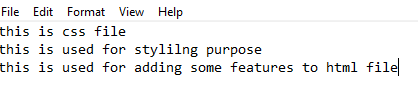 File Edit Format View Help
this is css file
this is used for stylilng purpose
this is used for adding some features to html file